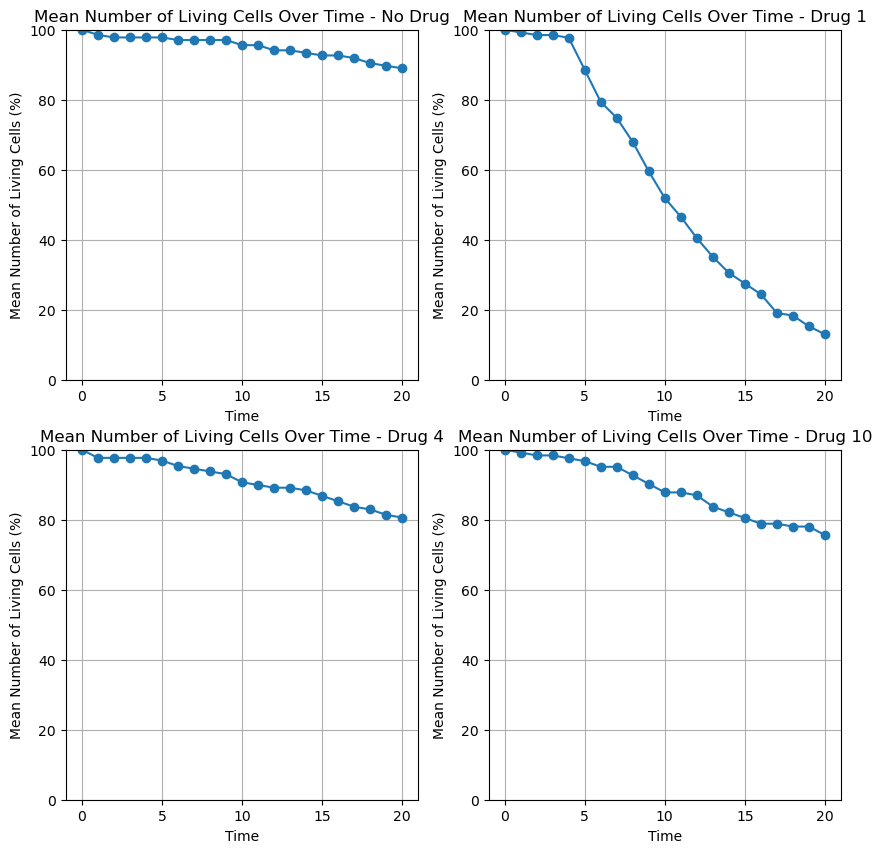 Mean Number of Living Cells Over Time - No Drug
Mean Number of Living Cells (%)
100
80
60
40
20
0
0 5 10 15 20
Time
Mean Number of Living Cells Over Time - Drug 1
Mean Number of Living Cells (%)
100
80
60
40
20
0
0 5 10 15 20
Time
Mean Number of Living Cells Over Time - Drug 4
Mean Number of Living Cells (%)
100
80
60
40
20
0
0 5 10 15 20
Time
Mean Number of Living Cells Over Time - Drug 10
Mean Number of Living Cells (%)
100
80
60
40
20
0
0 5 10 15 20
Time